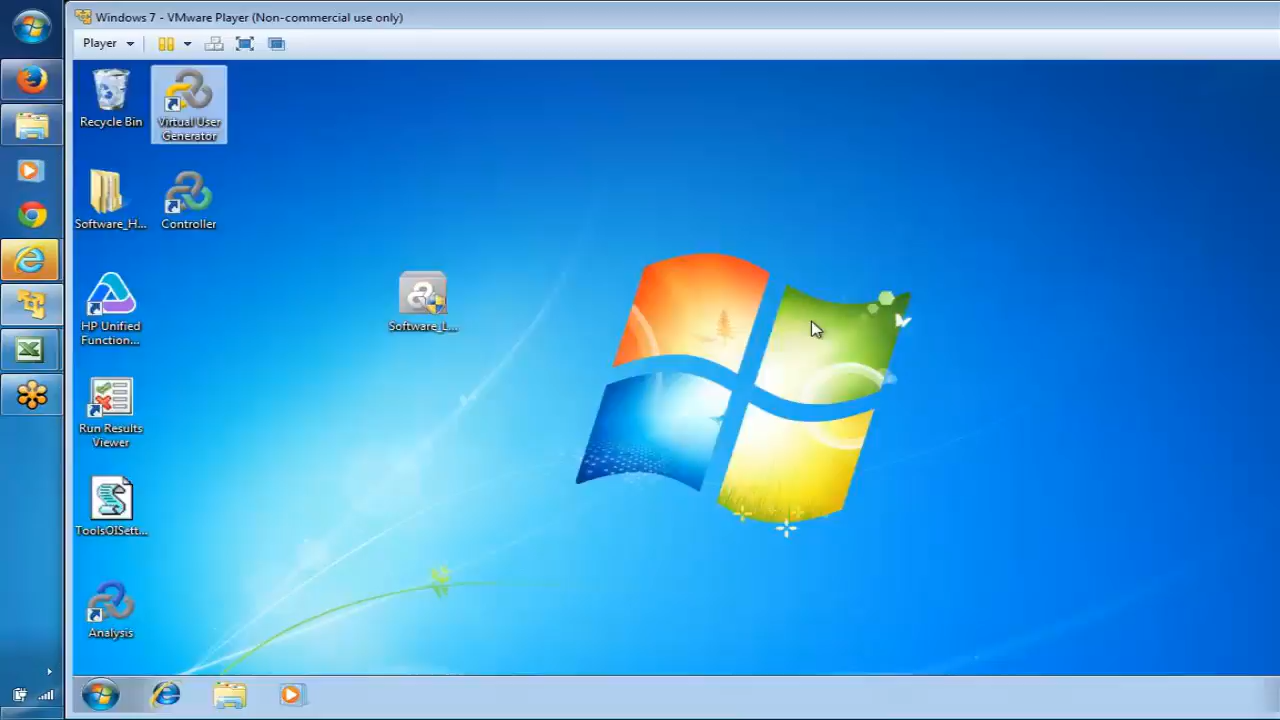 Windows 7 - VMware Player (Non-commercial use only)
Player
Recycle Bin
Virtual User
Generator
Software_H...
Controller
HP Unified
Function...
Software_L...
Run Results
Viewer
ToolsOISett...
Analysis